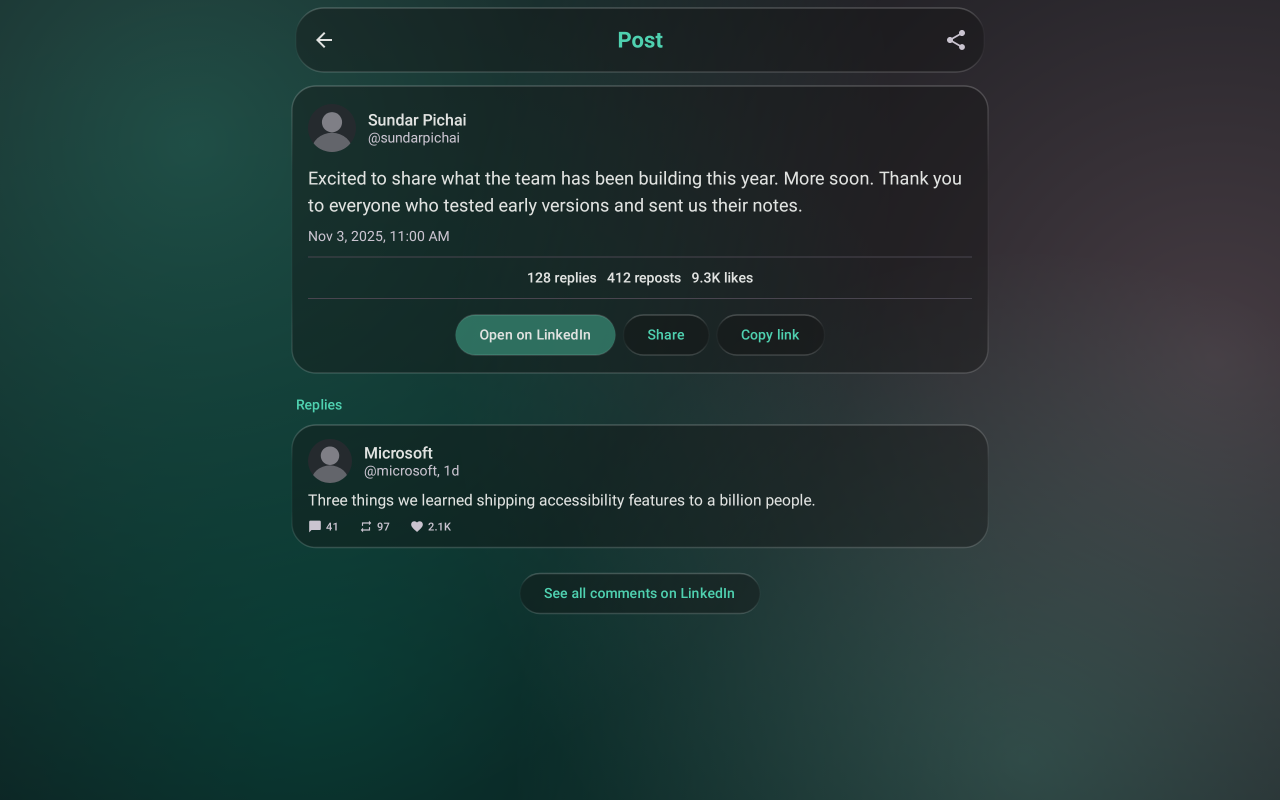 Post
Sundar Pichai
@sundarpichai
Excited to share what the team has been building this year. More soon. Thank you
to everyone who tested early versions and sent us their notes.
Nov 3, 2025, 11:00 AM
128 replies 412 reposts 9.3K likes
Open on LinkedIn Share Copy link
Replies
Microsoft
@microsoft, 1d
Three things we learned shipping accessibility features to a billion people.
41 97 2.1K
See all comments on LinkedIn